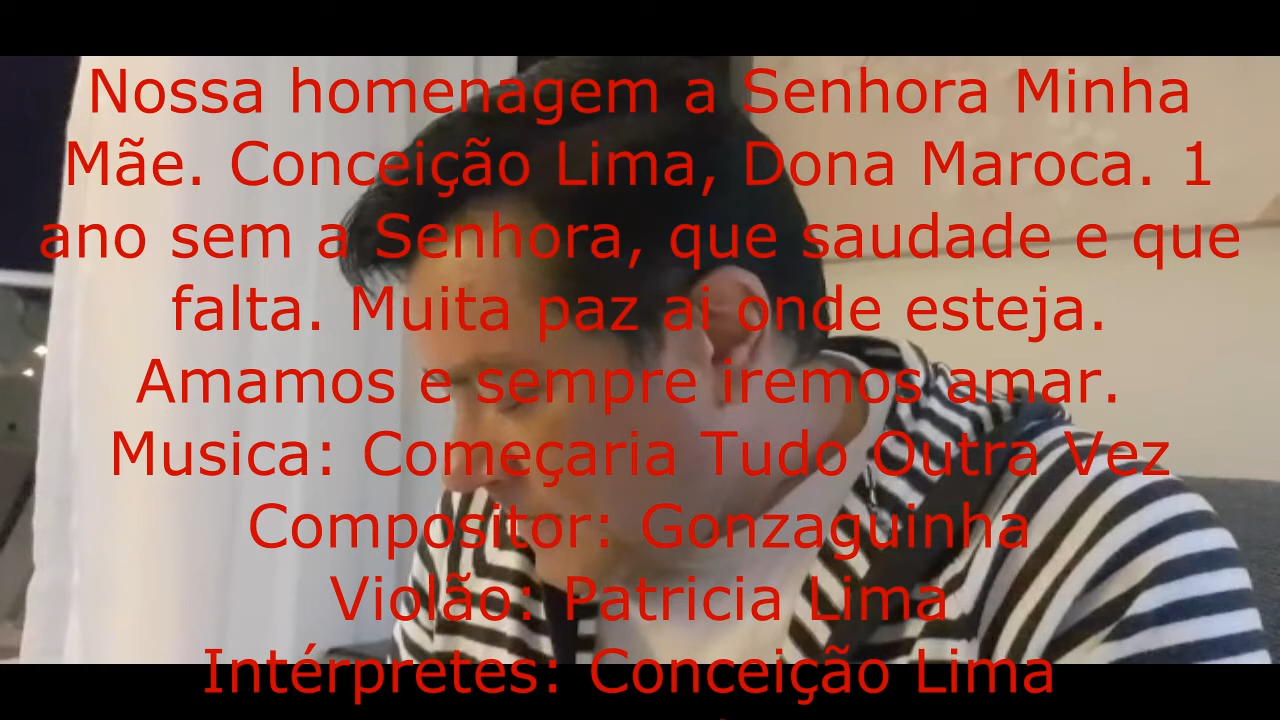 Nossa homenagem a Senhora Minha
Mãe. Conceição Lima, Dona Maroca. 1
ano sem a Senhora, que saudade e que
falta. Muita paz ai onde esteja.
Amamos e sempre iremos amar.
Musica: Começaria Tudo Outra Vez
Compositor: Gonzaguinha
Violão: Patricia Lima
Intérpretes: Conceição Lima